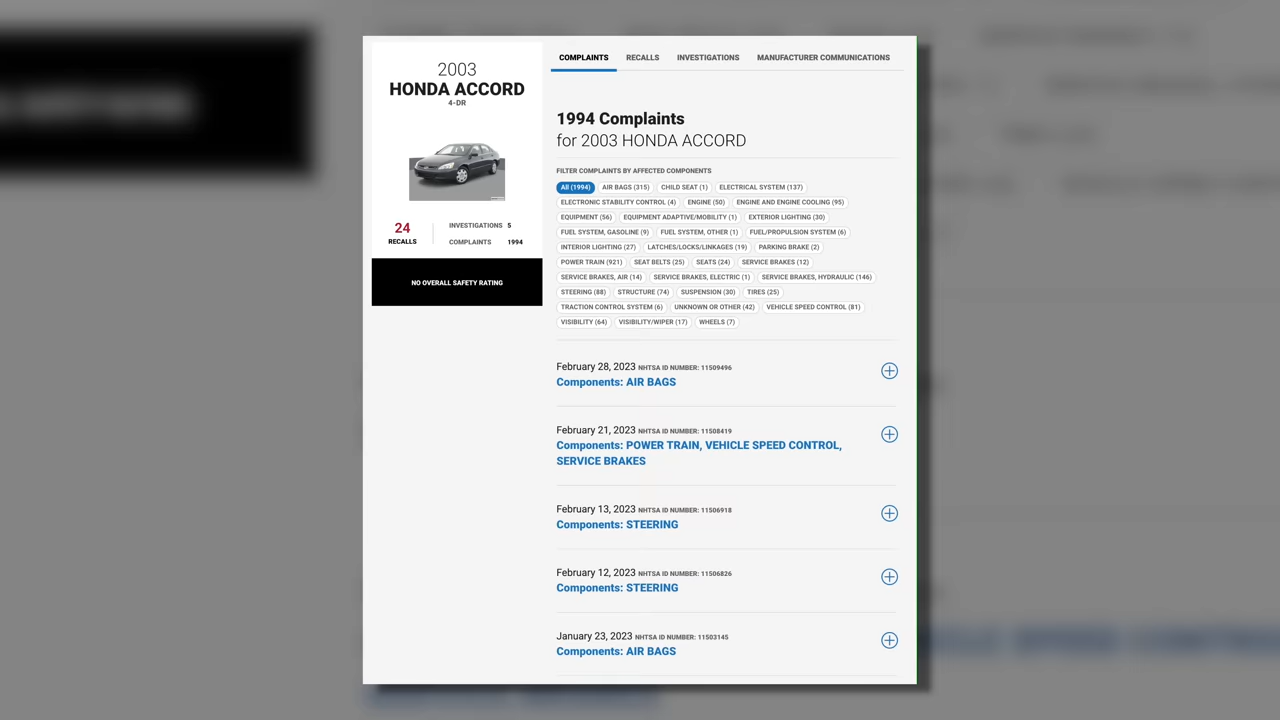 2003
HONDA ACCORD
4-DR
24
RECALLS
INVESTIGATIONS 5
COMPLAINTS 1994
NO OVERALL SAFETY RATING
COMPLAINTS RECALLS INVESTIGATIONS MANUFACTURER COMMUNICATIONS
1994 Complaints
for 2003 HONDA ACCORD
FILTER COMPLAINTS BY AFFECTED COMPONENTS
All (1994) AIR BAGS (315) CHILD SEAT (1) ELECTRICAL SYSTEM (137)
ELECTRONIC STABILITY CONTROL (4) ENGINE (50) ENGINE AND ENGINE COOLING (95)
EQUIPMENT (56) EQUIPMENT ADAPTIVE/MOBILITY (1) EXTERIOR LIGHTING (30)
FUEL SYSTEM, GASOLINE (9) FUEL SYSTEM, OTHER (1) FUEL/PROPULSION SYSTEM (6)
INTERIOR LIGHTING (27) LATCHES/LOCKS/LINKAGES (19) PARKING BRAKE (2)
POWER TRAIN (921) SEAT BELTS (25) SEATS (24) SERVICE BRAKES (12)
SERVICE BRAKES, AIR (14) SERVICE BRAKES, ELECTRIC (1) SERVICE BRAKES, HYDRAULIC (146)
STEERING (88) STRUCTURE (74) SUSPENSION (30) TIRES (25)
TRACTION CONTROL SYSTEM (6) UNKNOWN OR OTHER (42) VEHICLE SPEED CONTROL (81)
VISIBILITY (64) VISIBILITY/WIPER (17) WHEELS (7)
February 28, 2023 NHTSA ID NUMBER: 11509496
Components: AIR BAGS
February 21, 2023 NHTSA ID NUMBER: 11508419
Components: POWER TRAIN, VEHICLE SPEED CONTROL,
SERVICE BRAKES
February 13, 2023 NHTSA ID NUMBER: 11506918
Components: STEERING
February 12, 2023 NHTSA ID NUMBER: 11506826
Components: STEERING
January 23, 2023 NHTSA ID NUMBER: 11503145
Components: AIR BAGS